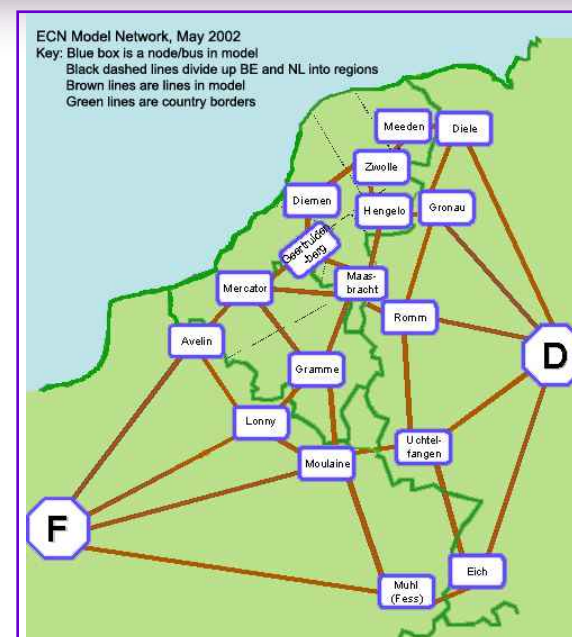 ECN Model Network, May 2002
Key: Blue box is a node/bus in model
Black dashed lines divide up BE and NL into regions
Brown lines are lines in model
Green lines are country borders
Meeden
Diele
Zwolle
Diemen
Hengelo
Gronau
Geertruiden
-berg
Mercator
Maas-
bracht
Romm
Avelin
D
Gramme
Lonny
Uchtel-
fangen
Moulaine
F
Eich
Muhl
(Fess)